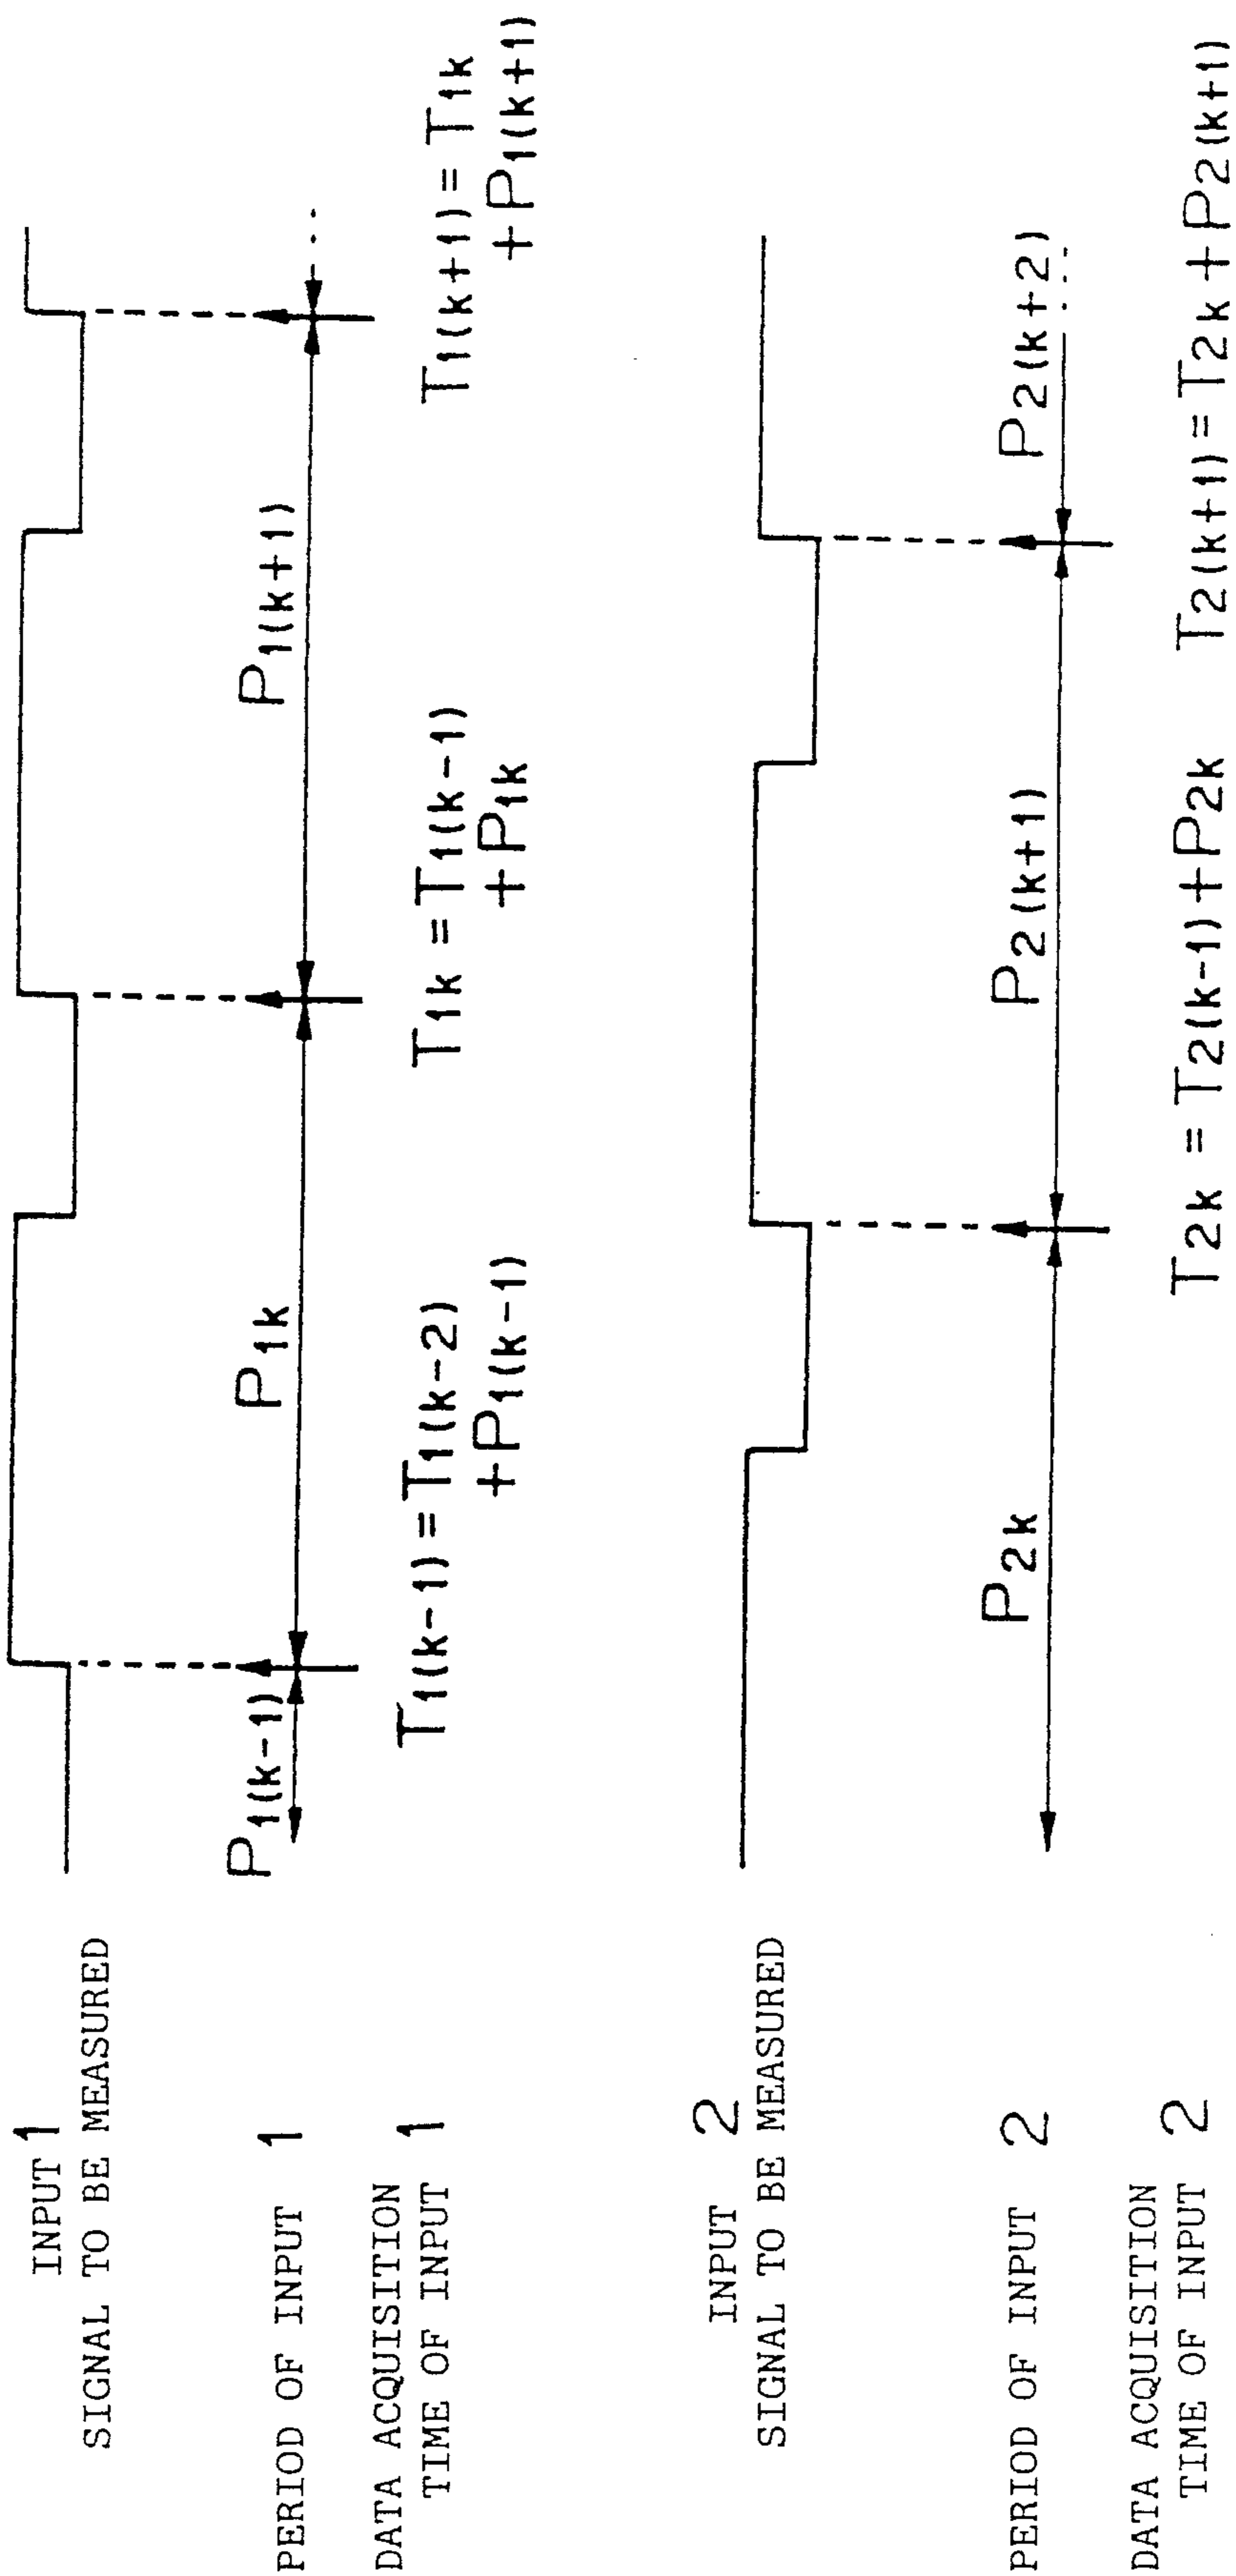 INPUT 1
SIGNAL TO BE MEASURED
PERIOD OF INPUT 1
P1(k-1)
P1k
P1(k+1)
DATA ACQUISITION
TIME OF INPUT 1
T1(k-1) = T1(k-2)
+P1(k-1)
T1k = T1(k-1)
+P1k
T1(k+1) = T1k
+P1(k+1)
INPUT 2
SIGNAL TO BE MEASURED
PERIOD OF INPUT 2
P2k
P2(k+1)
P2(k+2)
DATA ACQUISITION
TIME OF INPUT 2
T2k = T2(k-1)+P2k
T2(k+1) = T2k+P2(k+1)